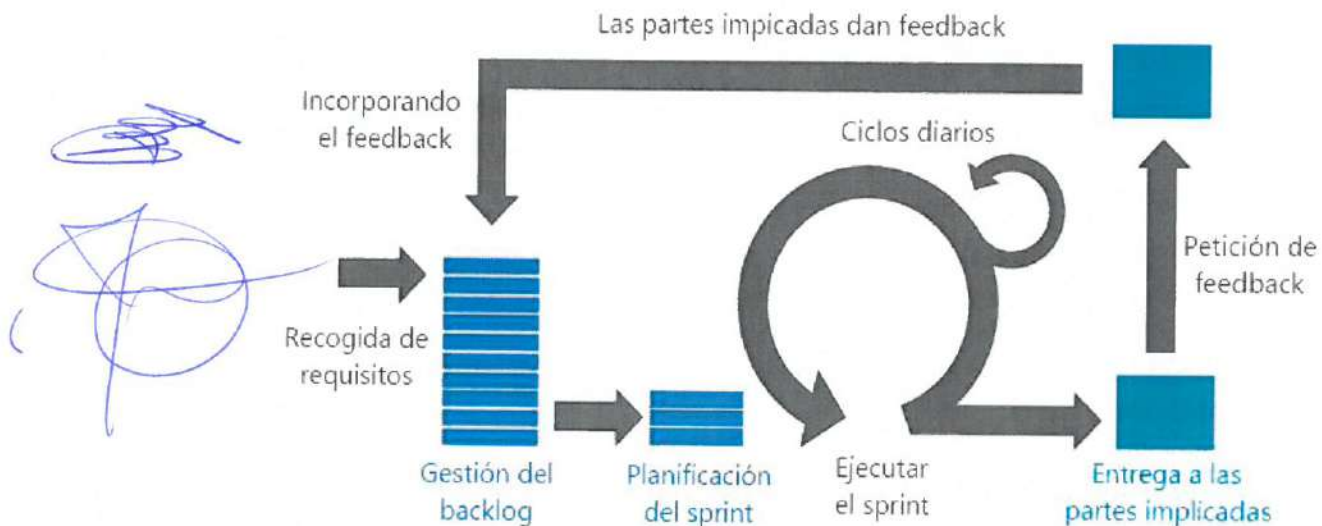 Las partes impicadas dan feedback
Incorporando
el feedback
Ciclos diarios
Petición de
feedback
Recogida de
requisitos
Gestión del
backlog
Planificación
del sprint
Ejecutar
el sprint
Entrega a las
partes implicadas